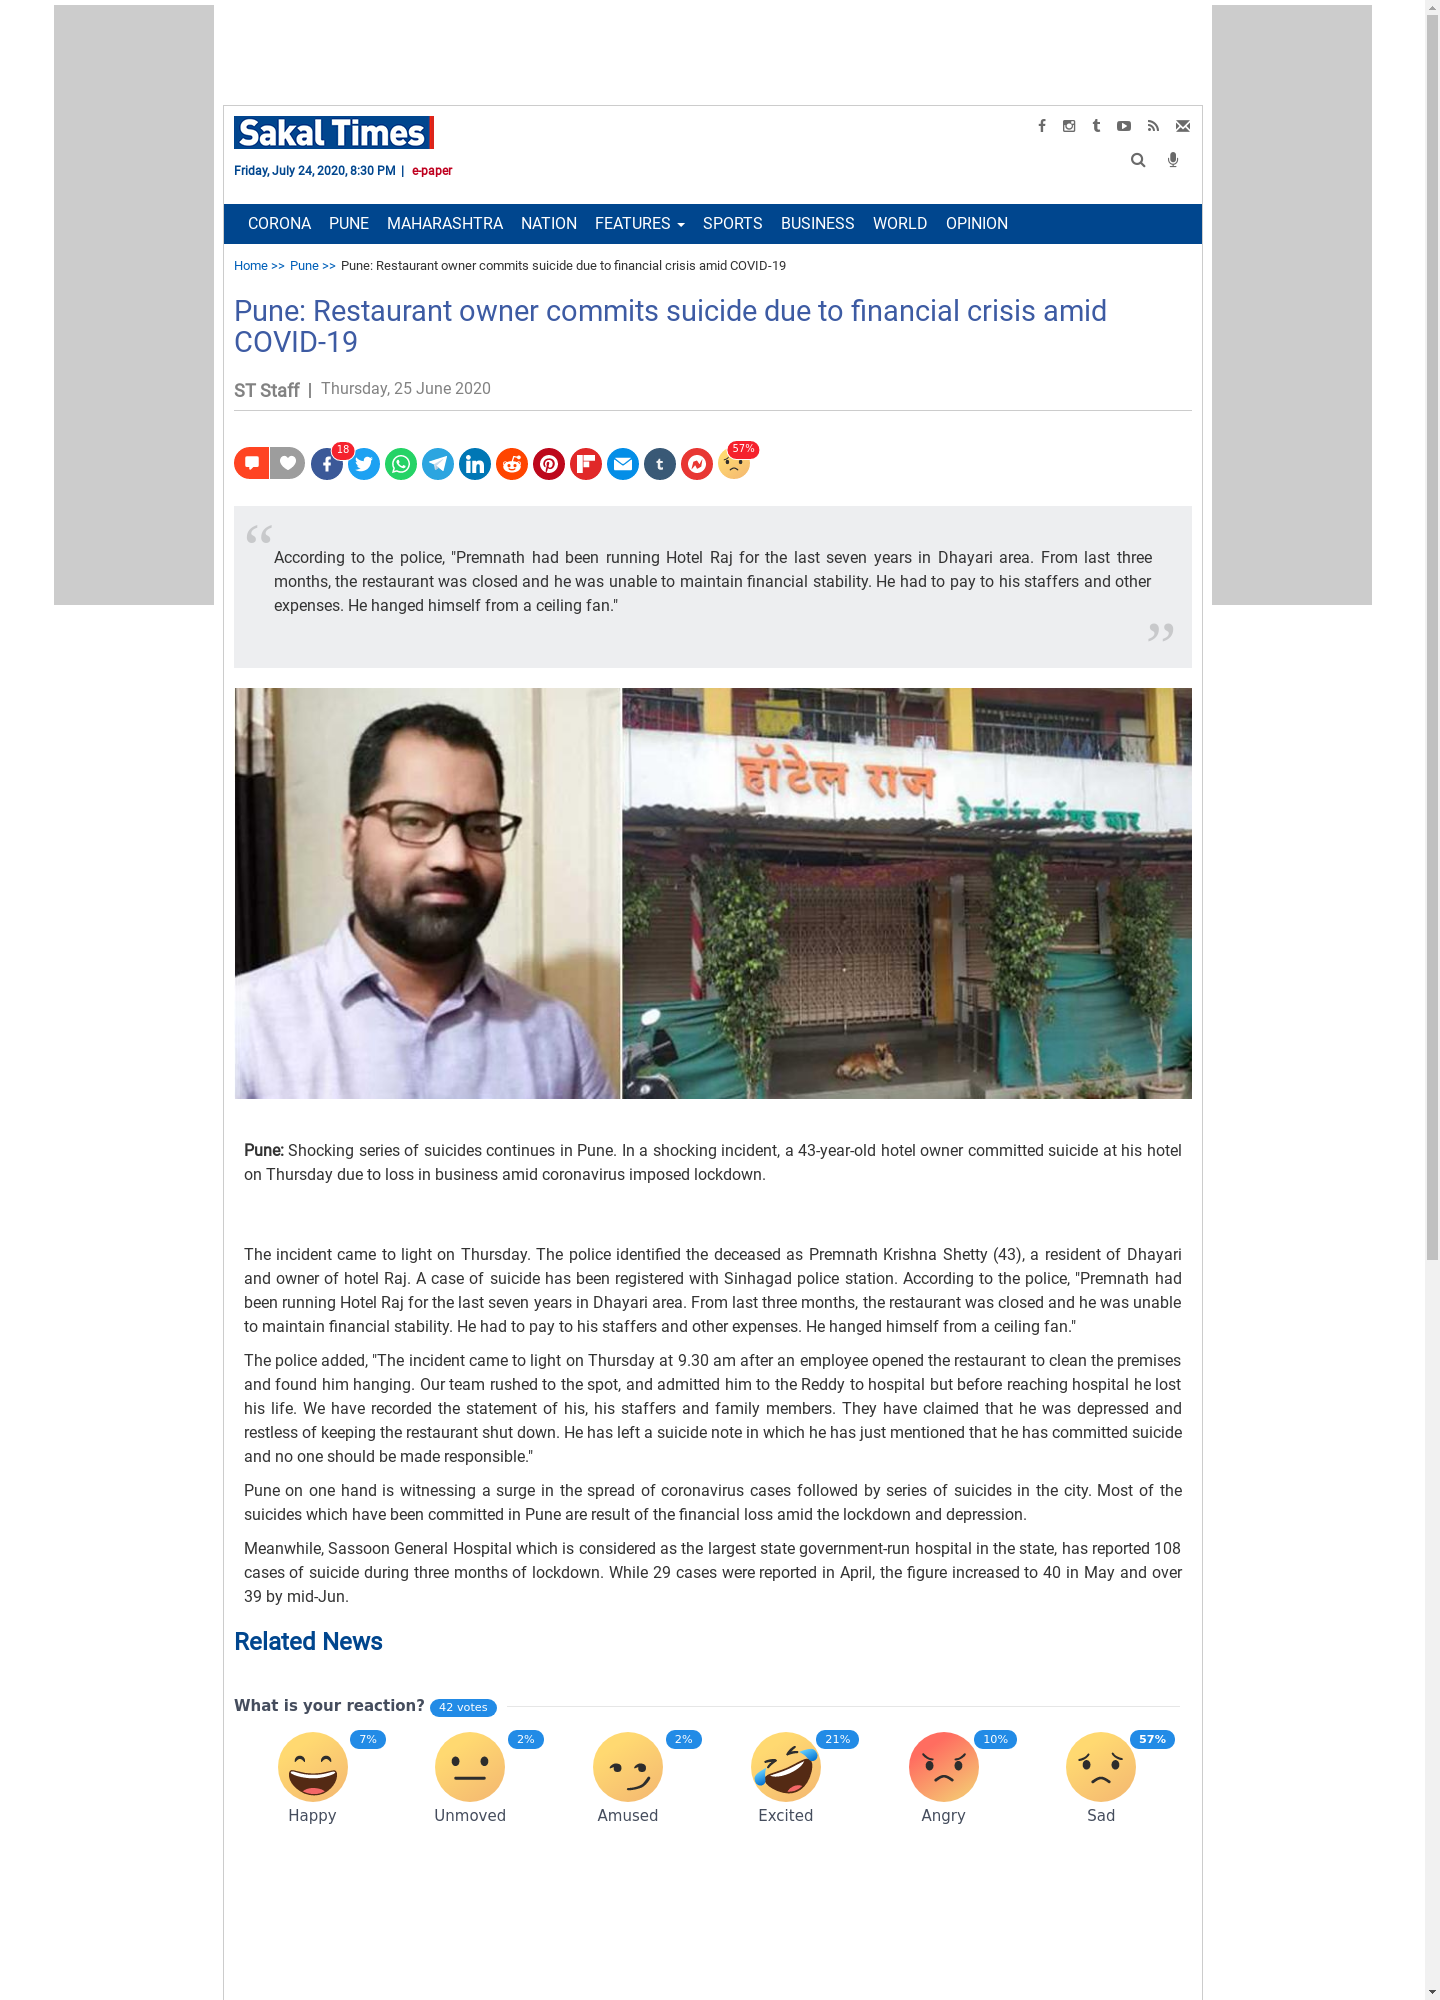 Sakal Times
Friday, July 24, 2020, 8:30 PM | e-paper
CORONA PUNE MAHARASHTRA NATION FEATURES SPORTS BUSINESS WORLD OPINION
Home >> Pune >> Pune: Restaurant owner commits suicide due to financial crisis amid COVID-19
Pune: Restaurant owner commits suicide due to financial crisis amid
COVID-19
ST Staff | Thursday, 25 June 2020
18
57%
“
According to the police, "Premnath had been running Hotel Raj for the last seven years in Dhayari area. From last three
months, the restaurant was closed and he was unable to maintain financial stability. He had to pay to his staffers and other
expenses. He hanged himself from a ceiling fan."
”
हॉटेल राज
रेस्टॉरंट अॅण्ड बार
Pune: Shocking series of suicides continues in Pune. In a shocking incident, a 43-year-old hotel owner committed suicide at his hotel
on Thursday due to loss in business amid coronavirus imposed lockdown.
The incident came to light on Thursday. The police identified the deceased as Premnath Krishna Shetty (43), a resident of Dhayari
and owner of hotel Raj. A case of suicide has been registered with Sinhagad police station. According to the police, "Premnath had
been running Hotel Raj for the last seven years in Dhayari area. From last three months, the restaurant was closed and he was unable
to maintain financial stability. He had to pay to his staffers and other expenses. He hanged himself from a ceiling fan."
The police added, "The incident came to light on Thursday at 9.30 am after an employee opened the restaurant to clean the premises
and found him hanging. Our team rushed to the spot, and admitted him to the Reddy to hospital but before reaching hospital he lost
his life. We have recorded the statement of his, his staffers and family members. They have claimed that he was depressed and
restless of keeping the restaurant shut down. He has left a suicide note in which he has just mentioned that he has committed suicide
and no one should be made responsible."
Pune on one hand is witnessing a surge in the spread of coronavirus cases followed by series of suicides in the city. Most of the
suicides which have been committed in Pune are result of the financial loss amid the lockdown and depression.
Meanwhile, Sassoon General Hospital which is considered as the largest state government-run hospital in the state, has reported 108
cases of suicide during three months of lockdown. While 29 cases were reported in April, the figure increased to 40 in May and over
39 by mid-Jun.
Related News
What is your reaction? 42 votes
7% 2% 2% 21% 10% 57%
Happy Unmoved Amused Excited Angry Sad